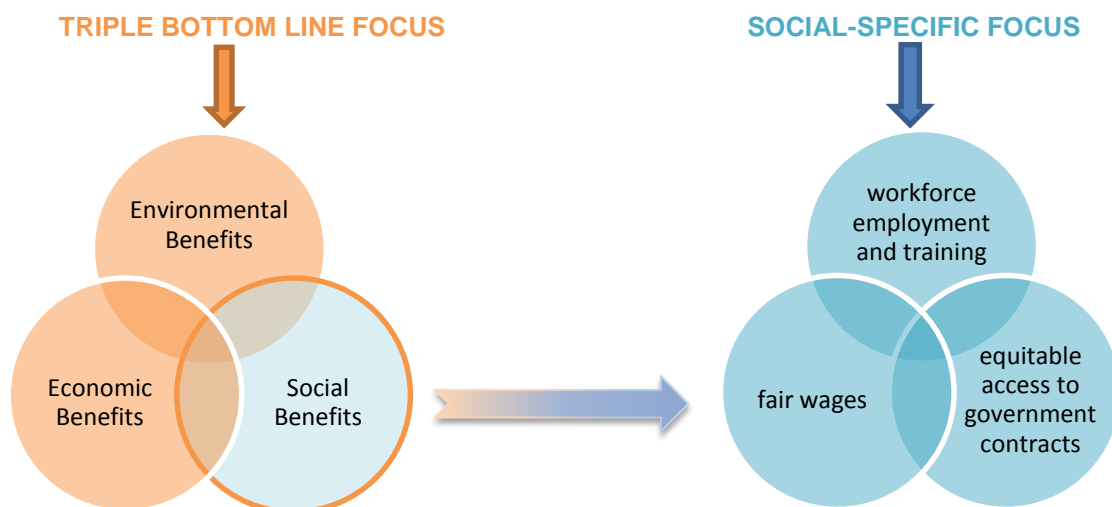 TRIPLE BOTTOM LINE FOCUS
SOCIAL-SPECIFIC FOCUS
Environmental
Benefits
Economic
Benefits
Social
Benefits
workforce
employment
and training
fair wages
equitable
access to
government
contracts